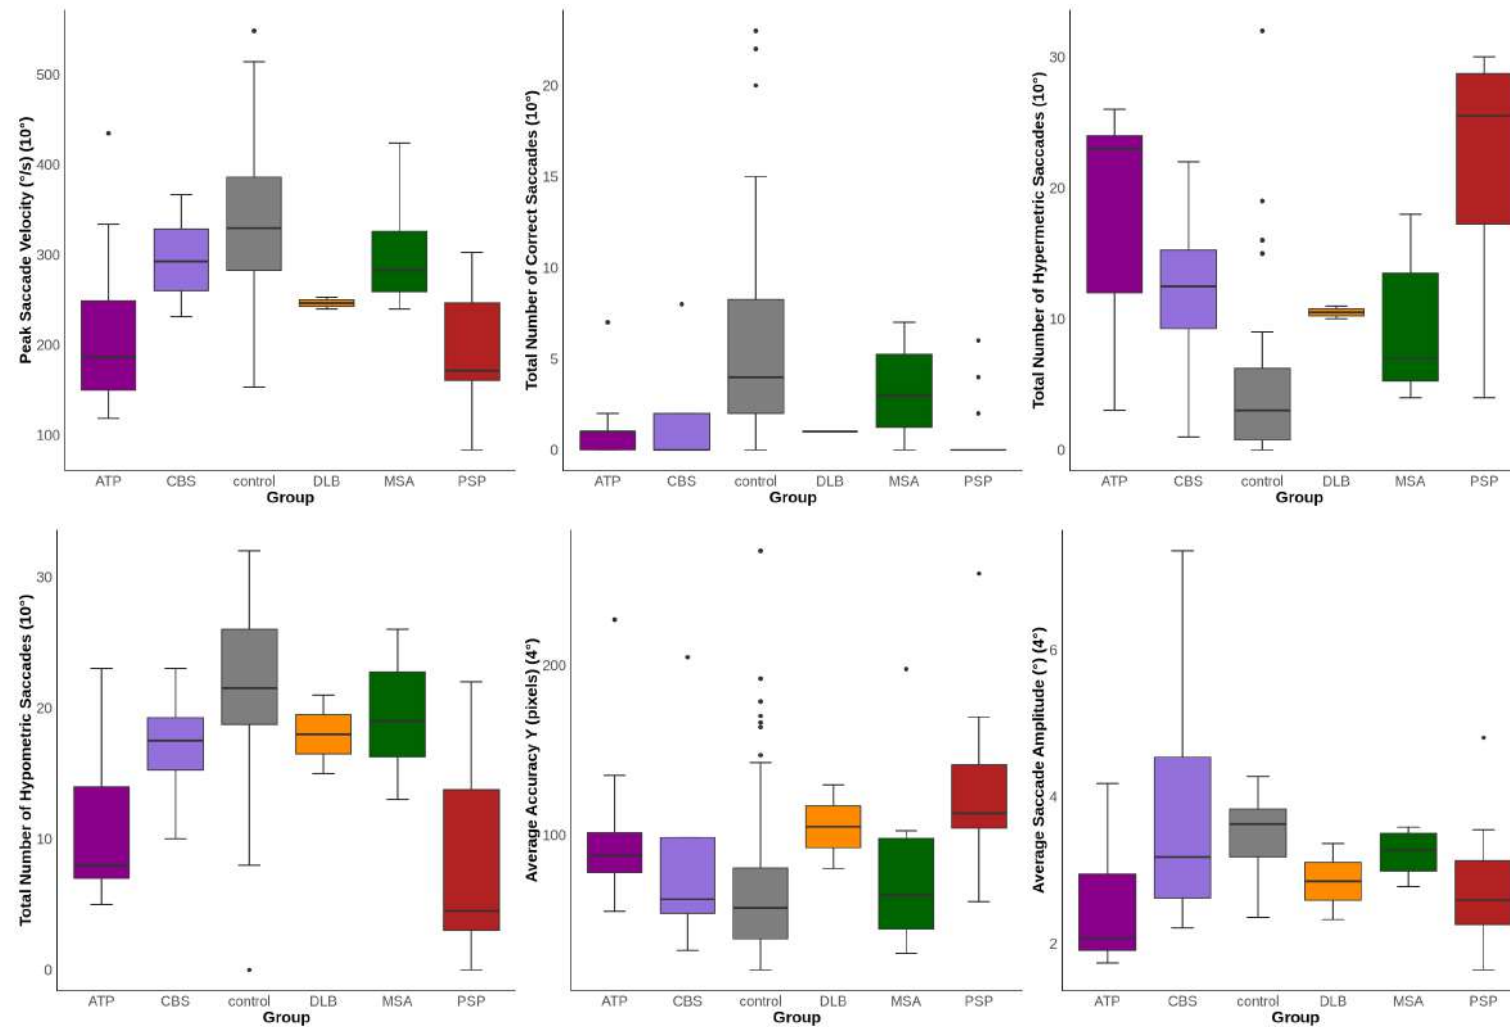 Peak Saccade Velocity (°/s) (10°)
500
400
300
200
100
ATP CBS control DLB MSA PSP
Group
Total Number of Correct Saccades (10°)
20
15
10
5
0
ATP CBS control DLB MSA PSP
Group
Total Number of Hypermetric Saccades (10°)
30
20
10
0
ATP CBS control DLB MSA PSP
Group
Total Number of Hypometric Saccades (10°)
30
20
10
0
ATP CBS control DLB MSA PSP
Group
Average Accuracy Y (pixels) (4°)
200
100
ATP CBS control DLB MSA PSP
Group
Average Saccade Amplitude (°) (4°)
6
4
2
ATP CBS control DLB MSA PSP
Group